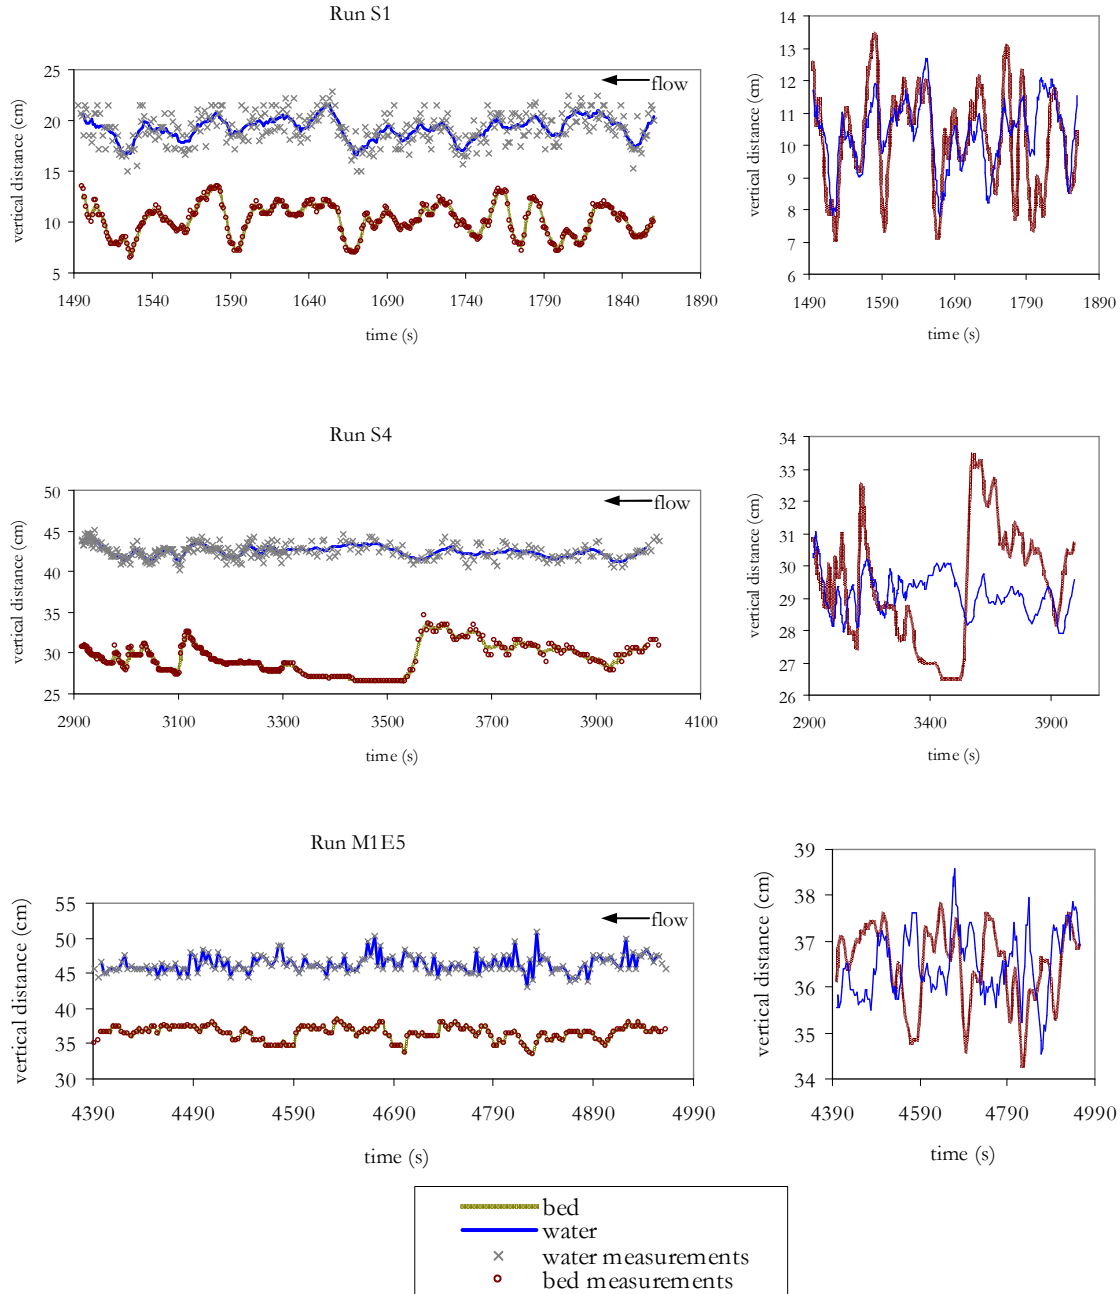 Run S1
25
20
15
10
5
vertical distance (cm)
flow
1490 1540 1590 1640 1690 1740 1790 1840 1890
time (s)
14
13
12
11
10
9
8
7
6
vertical distance (cm)
1490 1590 1690 1790 1890
time (s)
Run S4
50
45
40
35
30
25
vertical distance (cm)
flow
2900 3100 3300 3500 3700 3900 4100
time (s)
34
33
32
31
30
29
28
27
26
vertical distance (cm)
2900 3400 3900
time (s)
Run M1E5
55
50
45
40
35
30
vertical distance (cm)
flow
4390 4490 4590 4690 4790 4890 4990
time (s)
39
38
37
36
35
34
vertical distance (cm)
4390 4590 4790 4990
time (s)
bed
water
water measurements
bed measurements